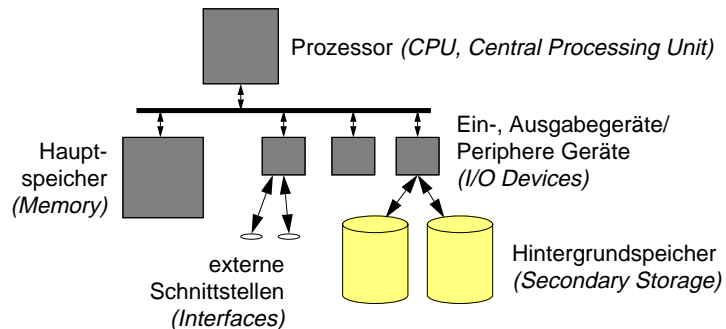 Prozessor (CPU, Central Processing Unit)
Ein-, Ausgabegeräte/
Periphere Geräte
(I/O Devices)
Haupt-
speicher
(Memory)
externe
Schnittstellen
(Interfaces)
Hintergrundspeicher
(Secondary Storage)